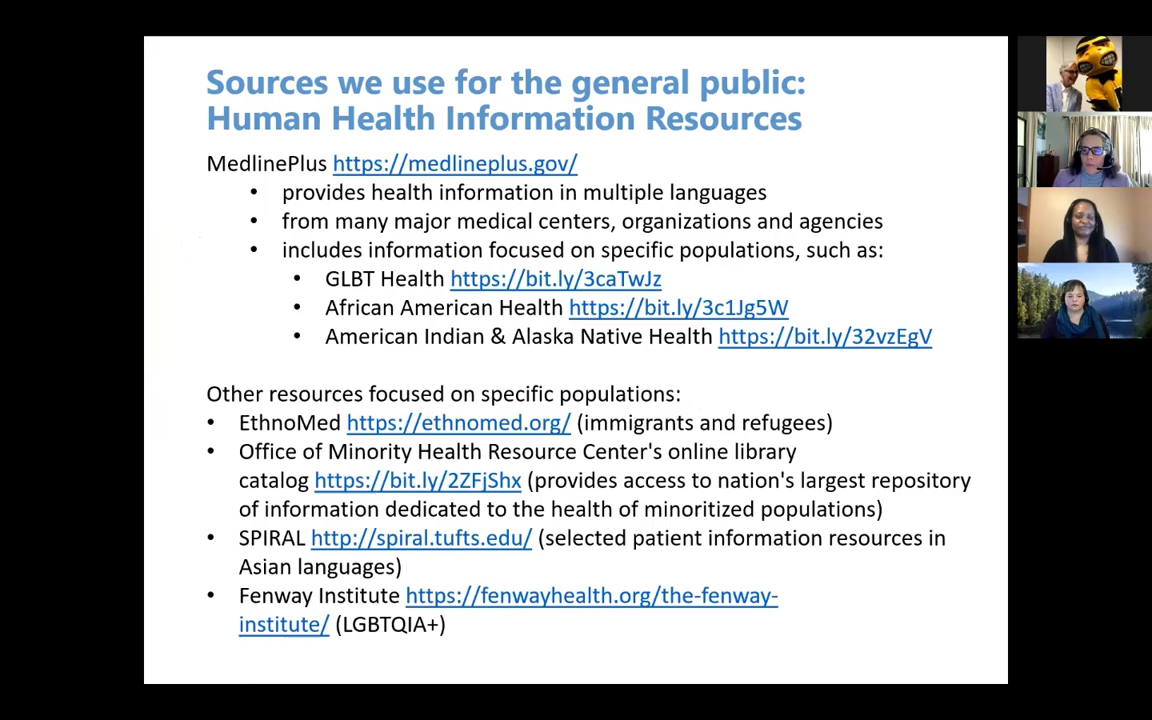 Sources we use for the general public:
Human Health Information Resources
MedlinePlus https://medlineplus.gov/
• provides health information in multiple languages
• from many major medical centers, organizations and agencies
• includes information focused on specific populations, such as:
• GLBT Health https://bit.ly/3caTwJz
• African American Health https://bit.ly/3c1Jg5W
• American Indian & Alaska Native Health https://bit.ly/32vzEgV
Other resources focused on specific populations:
• EthnoMed https://ethnomed.org/ (immigrants and refugees)
• Office of Minority Health Resource Center's online library
catalog https://bit.ly/2ZFjShx (provides access to nation's largest repository
of information dedicated to the health of minoritized populations)
• SPIRAL http://spiral.tufts.edu/ (selected patient information resources in
Asian languages)
• Fenway Institute https://fenwayhealth.org/the-fenway-
institute/ (LGBTQIA+)